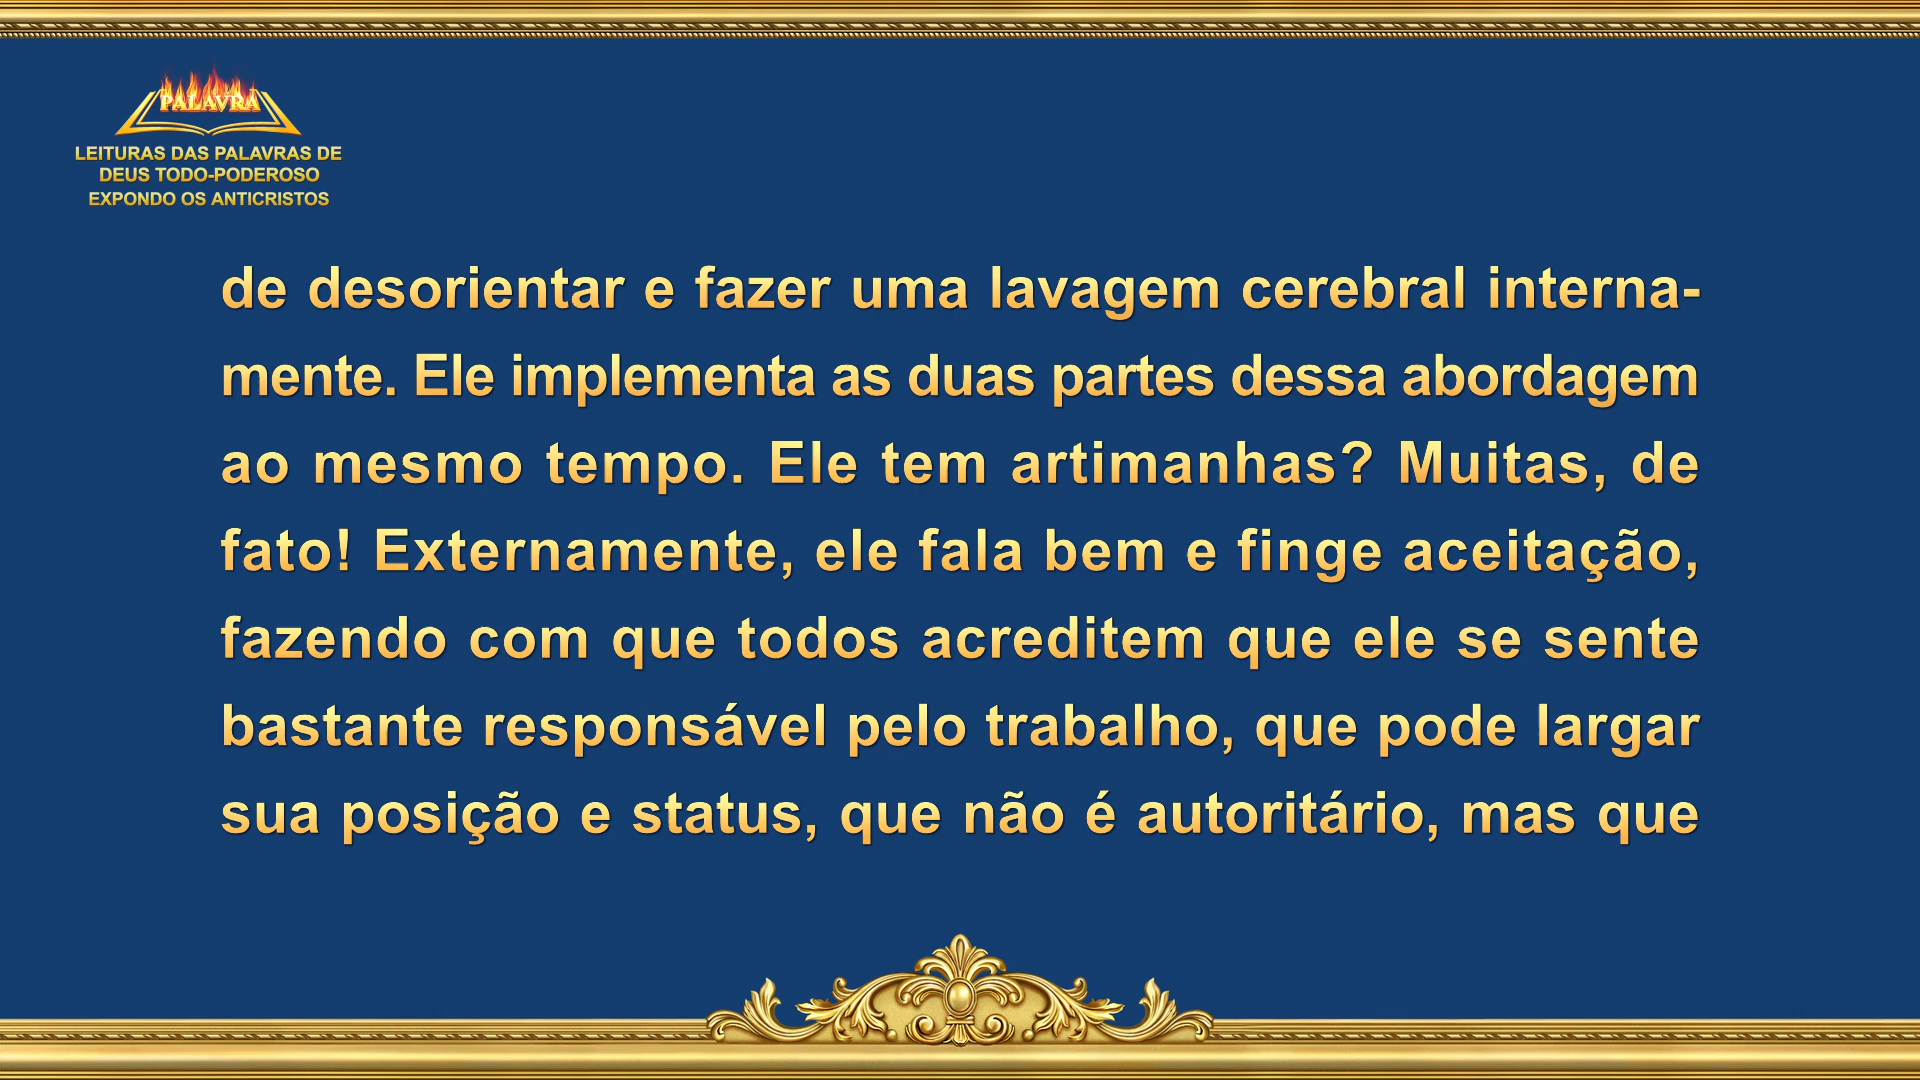 PALAVRA
LEITURAS DAS PALAVRAS DE
DEUS TODO-PODEROSO
EXPONDO OS ANTICRISTOS
de desorientar e fazer uma lavagem cerebral interna-
mente. Ele implementa as duas partes dessa abordagem
ao mesmo tempo. Ele tem artimanhas? Muitas, de
fato! Externamente, ele fala bem e finge aceitação,
fazendo com que todos acreditem que ele se sente
bastante responsável pelo trabalho, que pode largar
sua posição e status, que não é autoritário, mas que